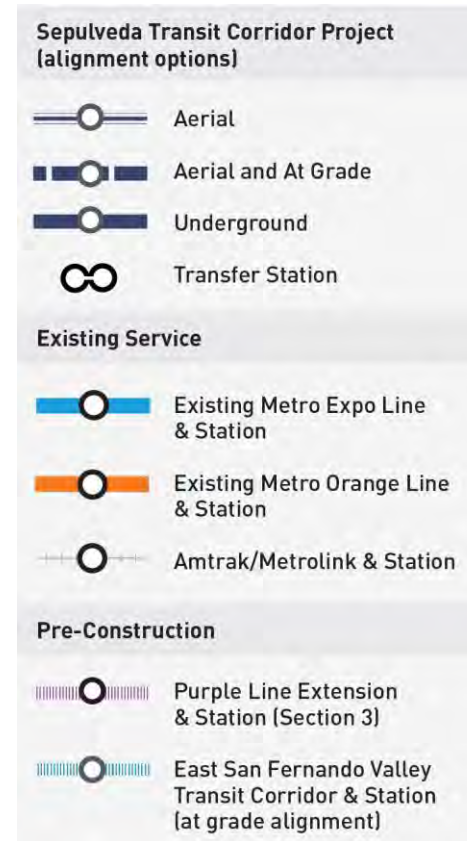 Sepulveda Transit Corridor Project
(alignment options)
Aerial
Aerial and At Grade
Underground
Transfer Station
Existing Service
Existing Metro Expo Line
& Station
Existing Metro Orange Line
& Station
Amtrak/Metrolink & Station
Pre-Construction
Purple Line Extension
& Station (Section 3)
East San Fernando Valley
Transit Corridor & Station
(at grade alignment)